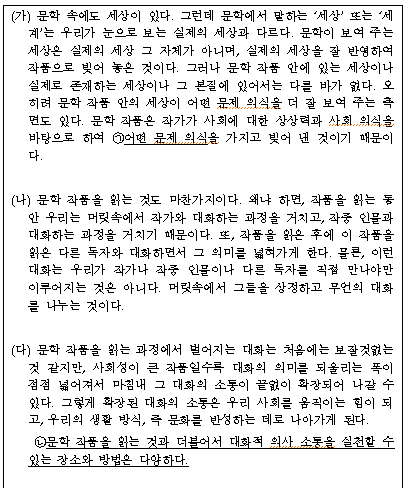 (가) 문학 속에도 세상이 있다. 그런데 문학에서 말하는 '세상' 또는 '세
계'는 우리가 눈으로 보는 실제의 세상과 다르다. 문학이 보여 주는
세상은 실제의 세상 그 자체가 아니며, 실제의 세상을 잘 반영하여
작품으로 빚어 놓은 것이다. 그러나 문학 작품 안에 있는 세상이나
실제로 존재하는 세상이나 그 본질에 있어서는 다를 바가 없다. 오
히려 문학 작품 안의 세상이 어떤 문제 의식을 더 잘 보여 주는 측
면도 있다. 문학 작품은 작가가 사회에 대한 상상력과 사회 의식을
바탕으로 하여 ㉠어떤 문제 의식을 가지고 빚어 낸 것이기 때문이
다.
(나) 문학 작품을 읽는 것도 마찬가지이다. 왜냐 하면, 작품을 읽는 동
안 우리는 머릿속에서 작가와 대화하는 과정을 거치고, 작중 인물과
대화하는 과정을 거치기 때문이다. 또, 작품을 읽은 후에 이 작품을
읽은 다른 독자와 대화하면서 그 의미를 넓혀가게 한다. 물론, 이런
대화는 우리가 작가나 작중 인물이나 다른 독자를 직접 만나야만
이루어지는 것은 아니다. 머릿속에서 그들을 상정하고 무언의 대화
를 나누는 것이다.
(다) 문학 작품을 읽는 과정에서 벌어지는 대화는 처음에는 보잘것없는
것 같지만, 사회성이 큰 작품일수록 대화의 의미를 되울리는 폭이
점점 넓어져서 마침내 그 대화의 소통이 끝없이 확장되어 나갈 수
있다. 그렇게 확장된 대화의 소통은 우리 사회를 움직이는 힘이 되
고, 우리의 생활 방식, 즉 문화를 반성하는 데로 나아가게 된다.
㉡문학 작품을 읽는 것과 더불어서 대화적 의사 소통을 실천할 수
있는 장소와 방법은 다양하다.